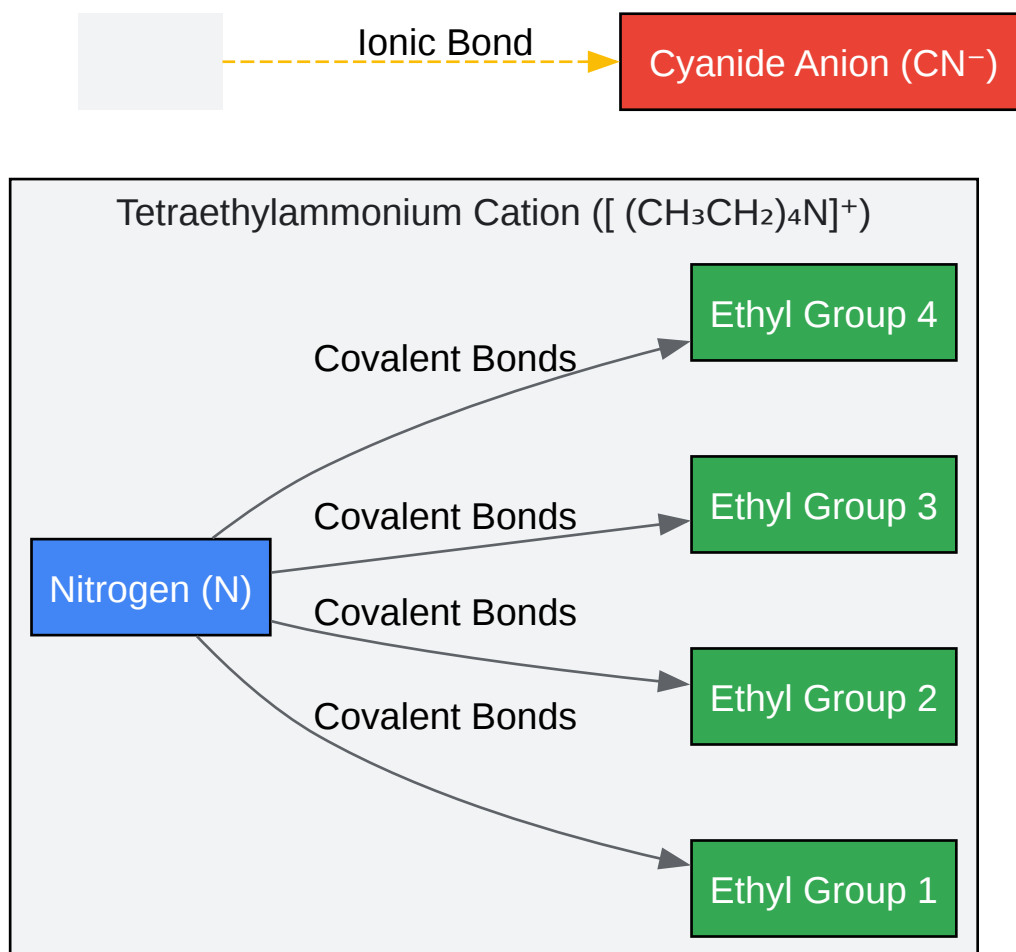 Ionic Bond
Cyanide Anion (CN⁻)
Tetraethylammonium Cation ([ (CH₃CH₂)₄N]⁺)
Ethyl Group 4
Covalent Bonds
Ethyl Group 3
Covalent Bonds
Nitrogen (N)
Covalent Bonds
Ethyl Group 2
Covalent Bonds
Ethyl Group 1